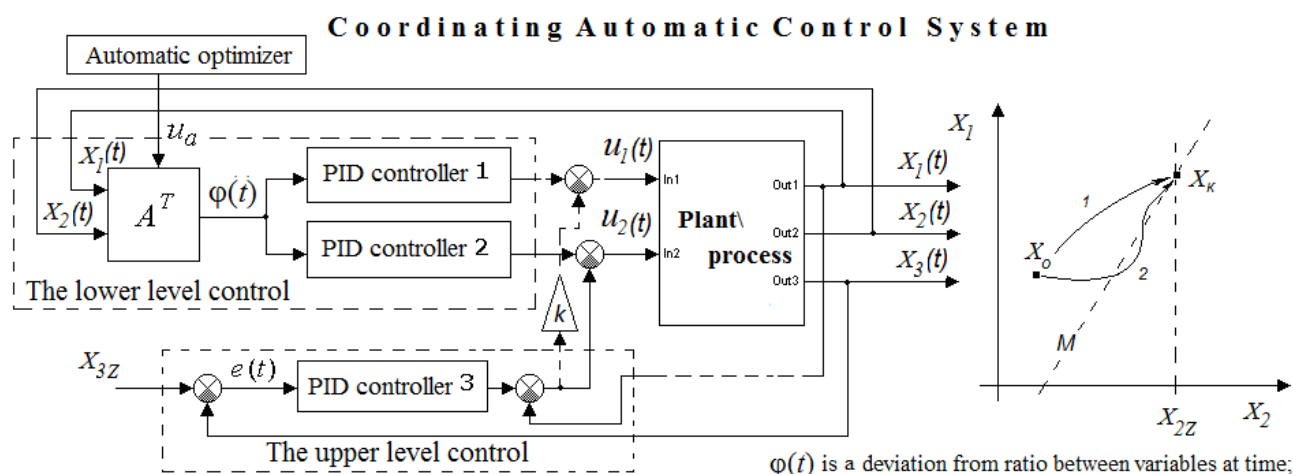 Coordinating Automatic Control System
Automatic optimizer
u_a
X_1(t)
X_2(t)
A^T
φ(t)
PID controller 1
PID controller 2
The lower level control
u_1(t)
u_2(t)
In1
In2
Plant\
process
Out1
Out2
Out3
X_1(t)
X_2(t)
X_3(t)
k
X_3Z
e(t)
PID controller 3
The upper level control
X_1
X_к
1
X_o
2
M
X_2Z
X_2
φ(t) is a deviation from ratio between variables at time;